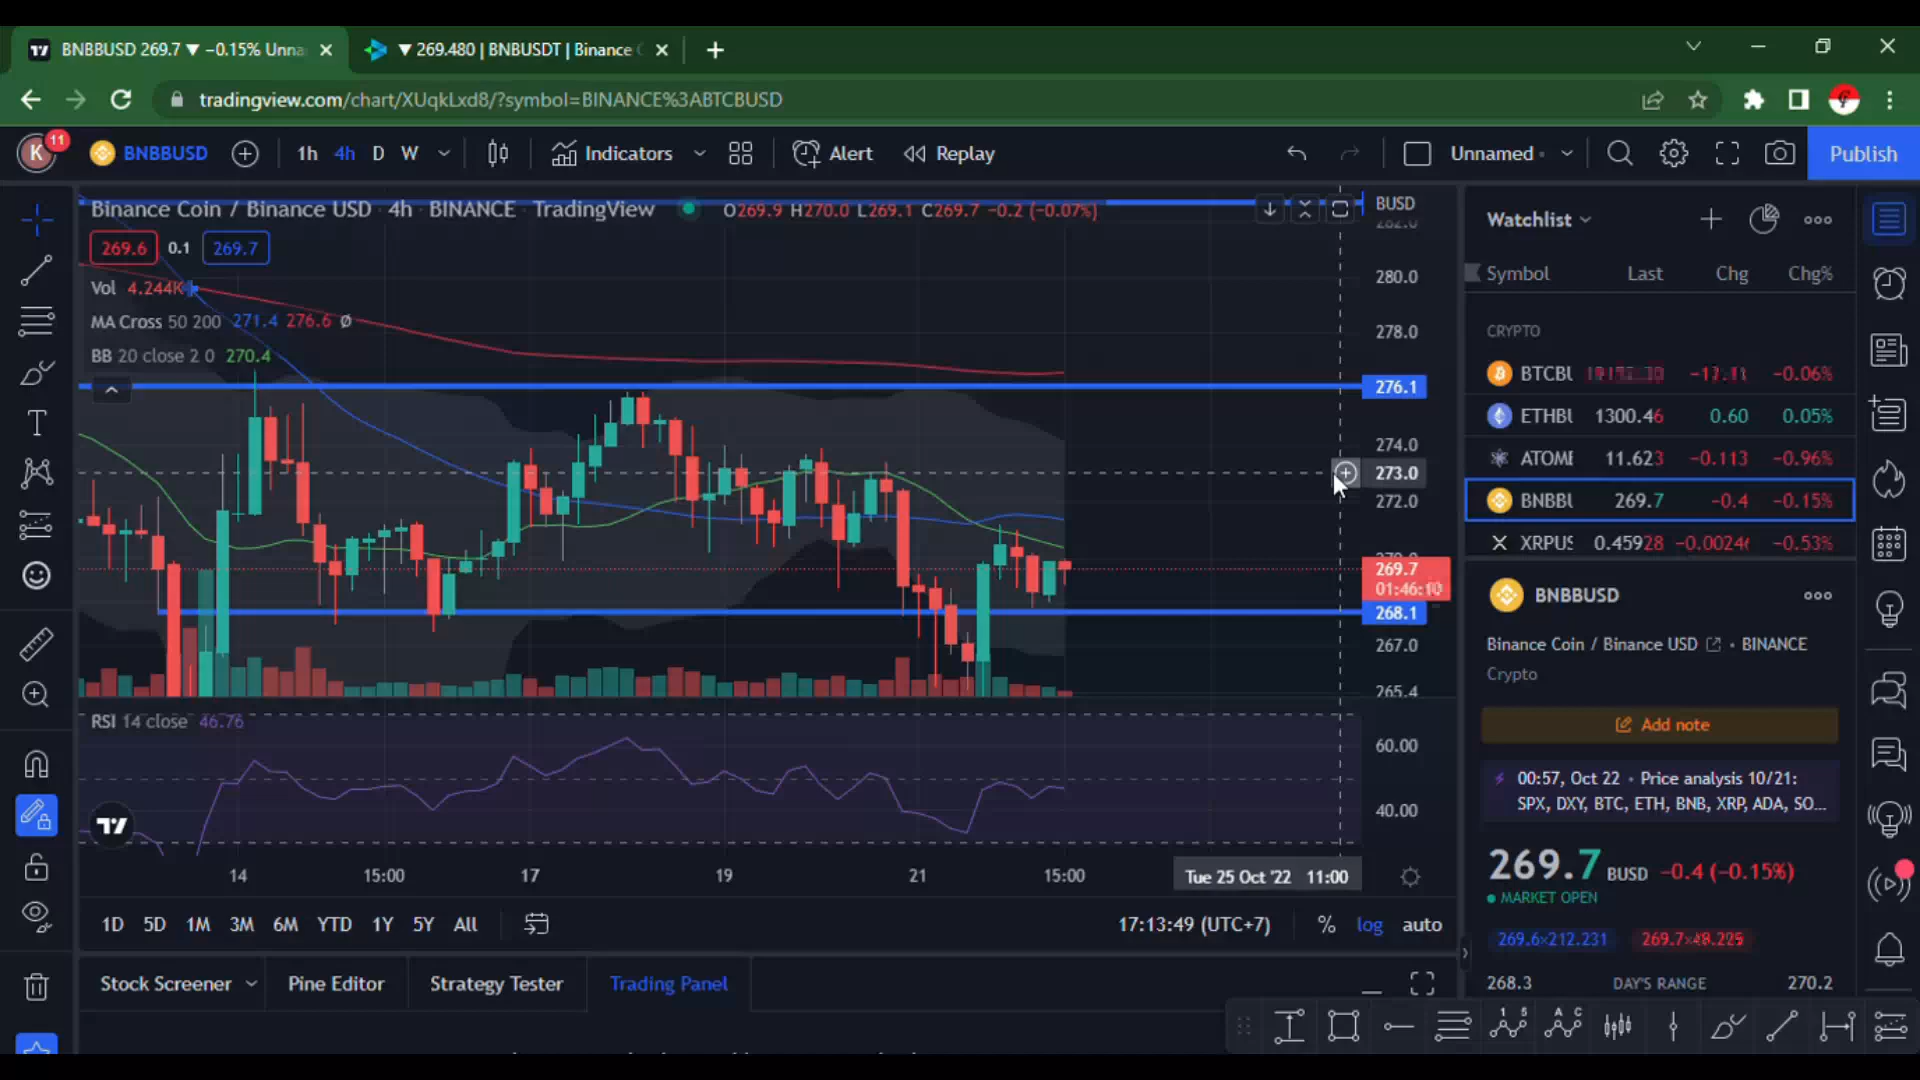 BNBBUSD 269.7 ▼ −0.15% Unna
▼ 269.480 | BNBUSDT | Binance
tradingview.com/chart/XUqkLxd8/?symbol=BINANCE%3ABTCBUSD
K 11 BNBBUSD 1h 4h D W Indicators Alert Replay Unnamed Publish
Binance Coin / Binance USD 4h BINANCE TradingView O269.9 H270.0 L269.1 C269.7 −0.2 (−0.07%)
269.6 0.1 269.7
Vol 4.244K
MA Cross 50 200 271.4 276.6 Ø
BB 20 close 2 0 270.4
BUSD
282.0
280.0
278.0
276.1
274.0
273.0
272.0
269.7
268.1
267.0
265.4
RSI 14 close 46.76
60.00
40.00
14 15:00 17 19 21 15:00 Tue 25 Oct '22 11:00
1D 5D 1M 3M 6M YTD 1Y 5Y All 17:13:49 (UTC+7) % log auto
Stock Screener Pine Editor Strategy Tester Trading Panel
Watchlist
Symbol Last Chg Chg%
CRYPTO
BTCBU −0.06%
ETHBU 1300.46 0.60 0.05%
ATOME 11.623 −0.113 −0.96%
BNBBU 269.7 −0.4 −0.15%
XRPUS 0.45928 −0.0024 −0.53%
BNBBUSD
Binance Coin / Binance USD • BINANCE
Crypto
Add note
00:57, Oct 22 • Price analysis 10/21:
SPX, DXY, BTC, ETH, BNB, XRP, ADA, SO...
269.7 BUSD −0.4 (−0.15%)
MARKET OPEN
269.6×212.231
268.3 DAY'S RANGE 270.2